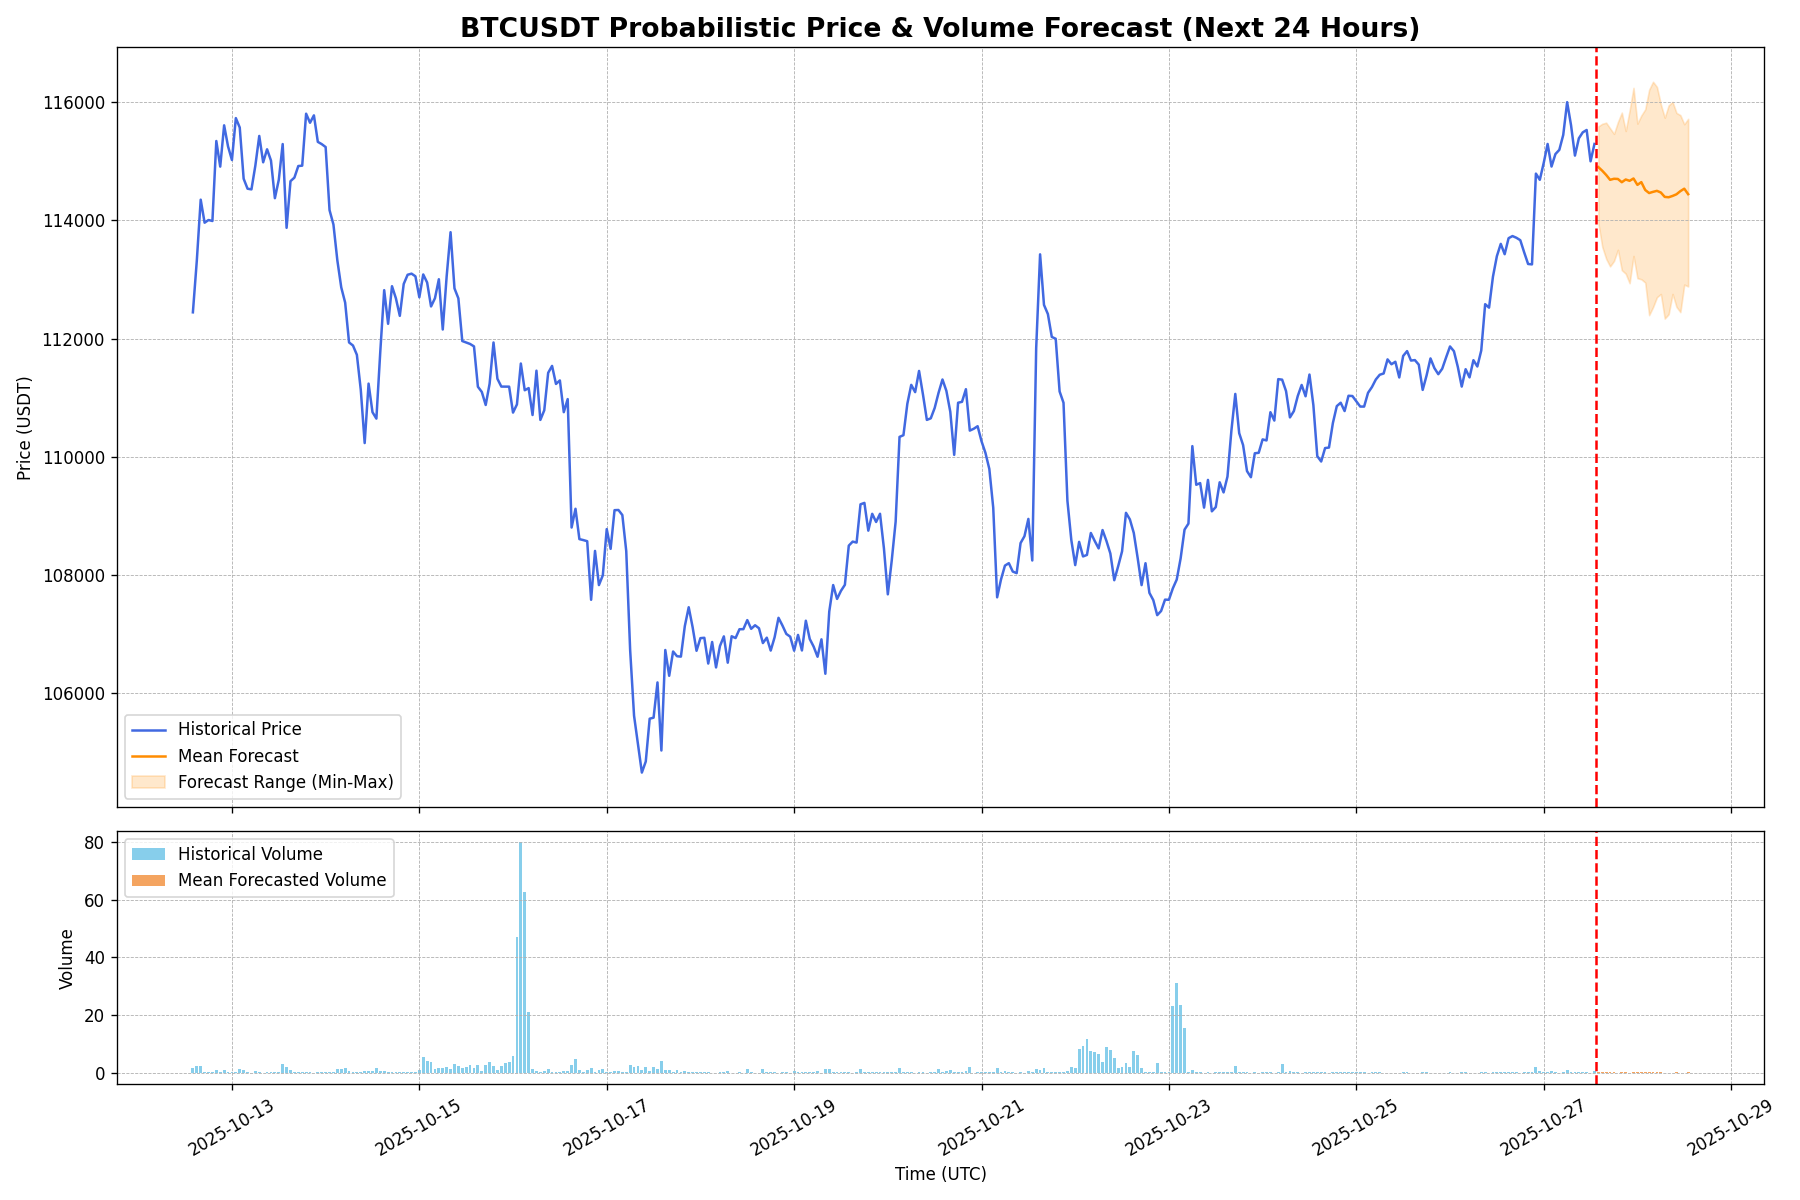 BTCUSDT Probabilistic Price & Volume Forecast (Next 24 Hours)
116000
114000
112000
110000
108000
106000
Price (USDT)
Historical Price
Mean Forecast
Forecast Range (Min-Max)
80
60
40
20
0
Volume
Historical Volume
Mean Forecasted Volume
2025-10-13
2025-10-15
2025-10-17
2025-10-19
2025-10-21
2025-10-23
2025-10-25
2025-10-27
2025-10-29
Time (UTC)